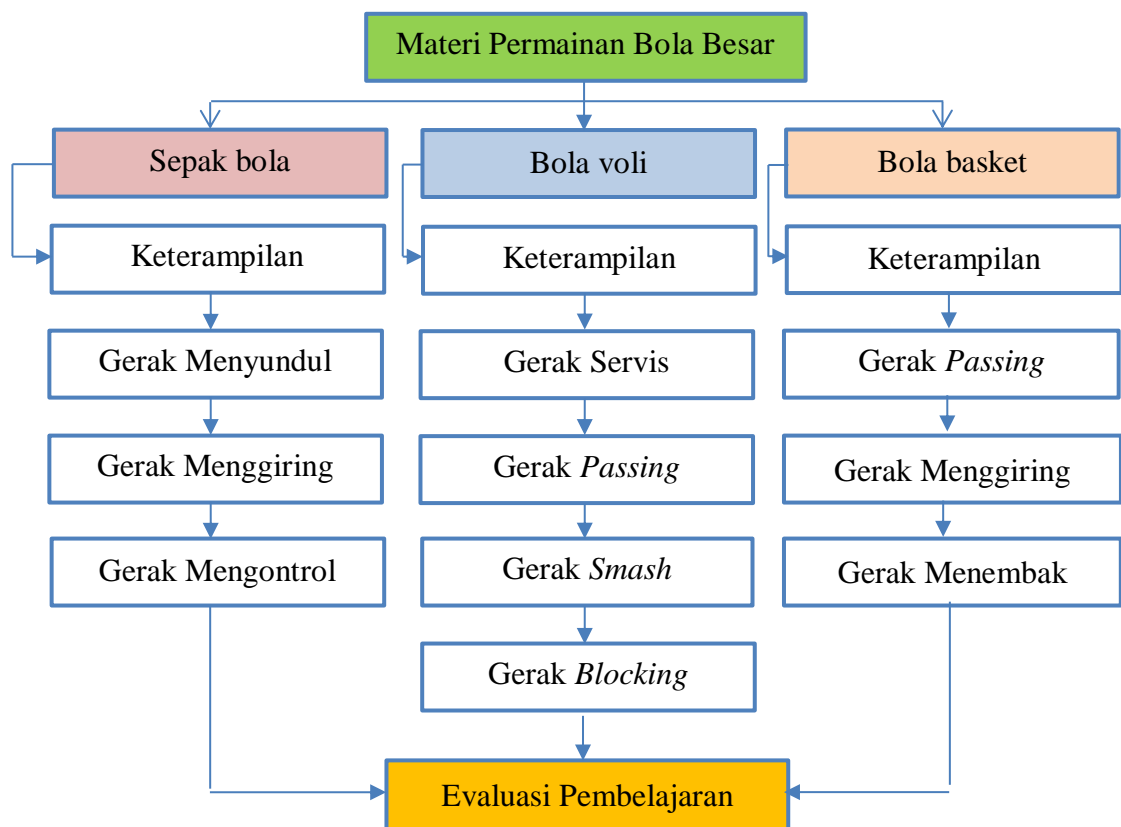 Materi Permainan Bola Besar
Sepak bola
Bola voli
Bola basket
Keterampilan
Keterampilan
Keterampilan
Gerak Menyundul
Gerak Servis
Gerak Passing
Gerak Menggiring
Gerak Passing
Gerak Menggiring
Gerak Mengontrol
Gerak Smash
Gerak Menembak
Gerak Blocking
Evaluasi Pembelajaran